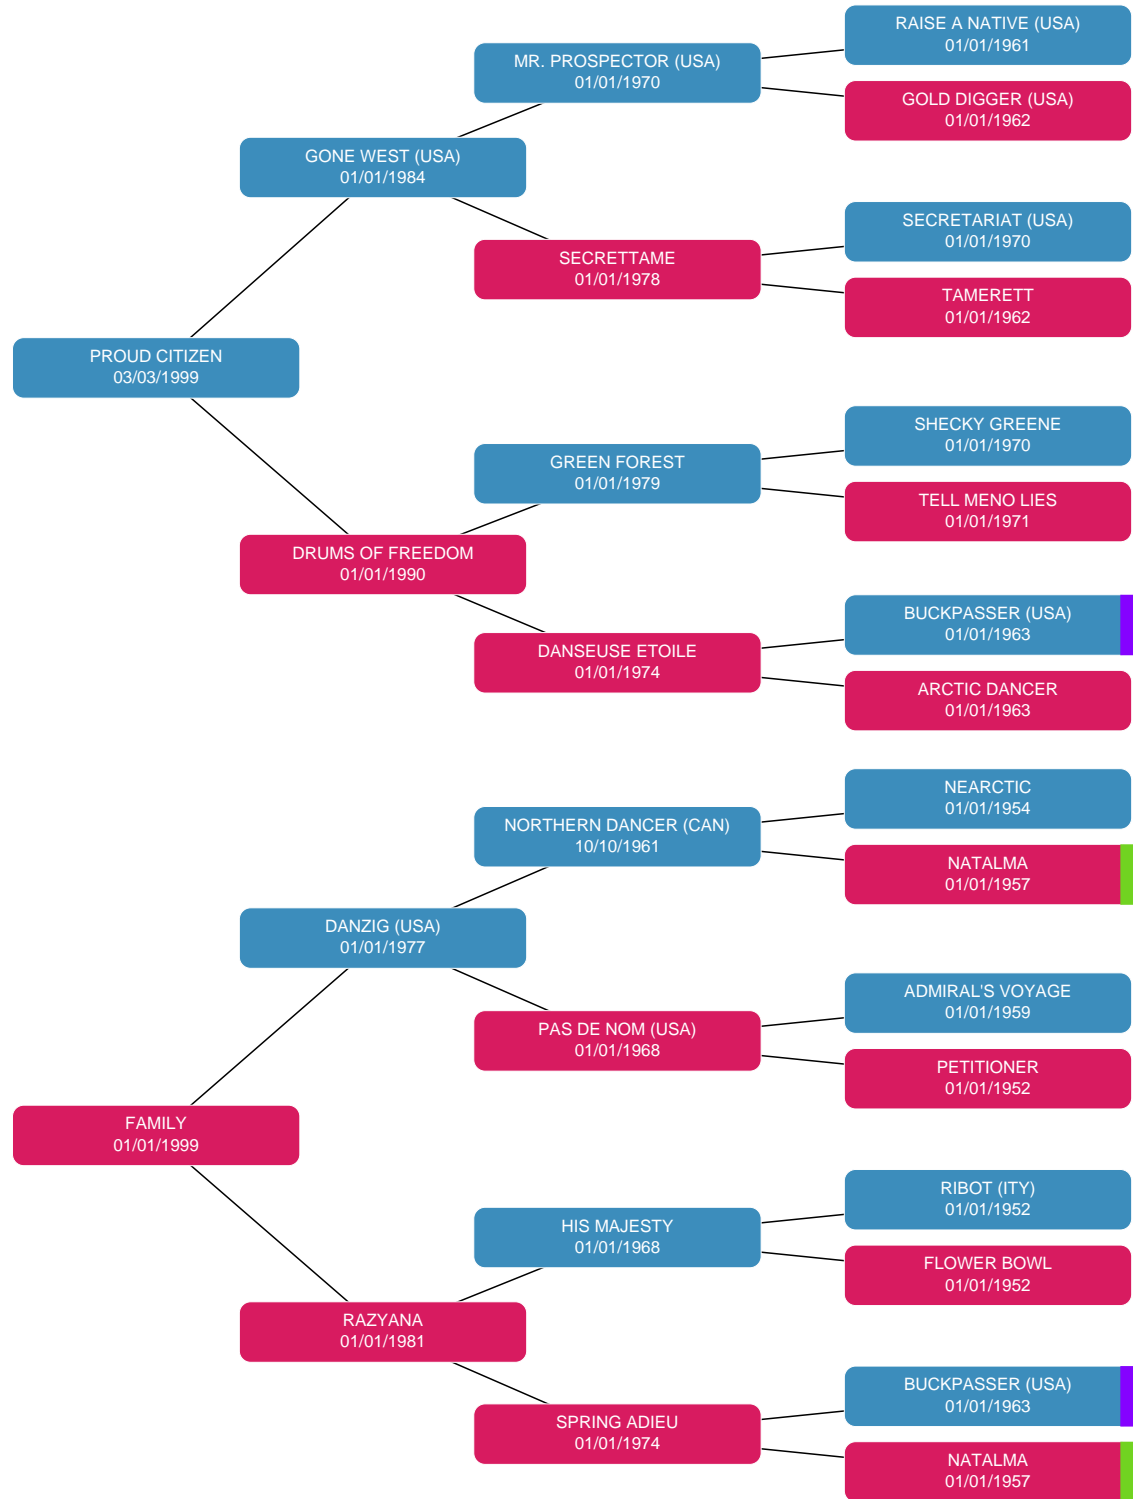 RAISE A NATIVE (USA)
01/01/1961
MR. PROSPECTOR (USA)
01/01/1970
GOLD DIGGER (USA)
01/01/1962
GONE WEST (USA)
01/01/1984
SECRETARIAT (USA)
01/01/1970
SECRETTAME
01/01/1978
TAMERETT
01/01/1962
PROUD CITIZEN
03/03/1999
SHECKY GREENE
01/01/1970
GREEN FOREST
01/01/1979
TELL MENO LIES
01/01/1971
DRUMS OF FREEDOM
01/01/1990
BUCKPASSER (USA)
01/01/1963
DANSEUSE ETOILE
01/01/1974
ARCTIC DANCER
01/01/1963
NEARCTIC
01/01/1954
NORTHERN DANCER (CAN)
10/10/1961
NATALMA
01/01/1957
DANZIG (USA)
01/01/1977
ADMIRAL'S VOYAGE
01/01/1959
PAS DE NOM (USA)
01/01/1968
PETITIONER
01/01/1952
FAMILY
01/01/1999
RIBOT (ITY)
01/01/1952
HIS MAJESTY
01/01/1968
FLOWER BOWL
01/01/1952
RAZYANA
01/01/1981
BUCKPASSER (USA)
01/01/1963
SPRING ADIEU
01/01/1974
NATALMA
01/01/1957